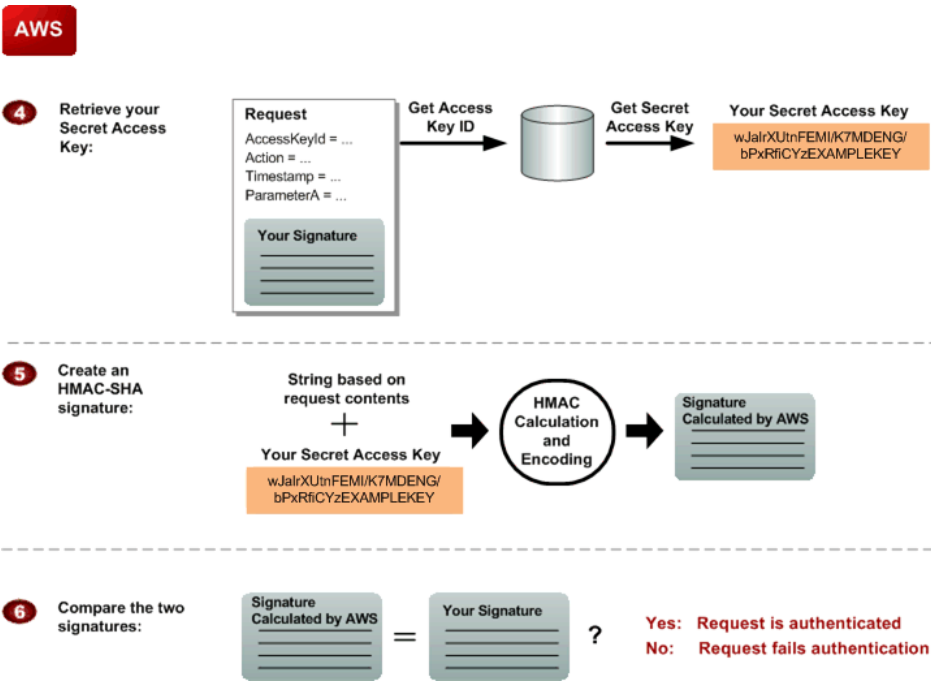 AWS
4
Retrieve your
Secret Access
Key:
Request
AccessKeyId = ...
Action = ...
Timestamp = ...
ParameterA = ...
Your Signature
Get Access
Key ID
Get Secret
Access Key
Your Secret Access Key
wJalrXUtnFEMI/K7MDENG/
bPxRfiCYzEXAMPLEKEY
5
Create an
HMAC-SHA
signature:
String based on
request contents
+
Your Secret Access Key
wJalrXUtnFEMI/K7MDENG/
bPxRfiCYzEXAMPLEKEY
HMAC
Calculation
and
Encoding
Signature
Calculated by AWS
6
Compare the two
signatures:
Signature
Calculated by AWS
=
Your Signature
?
Yes: Request is authenticated
No: Request fails authentication